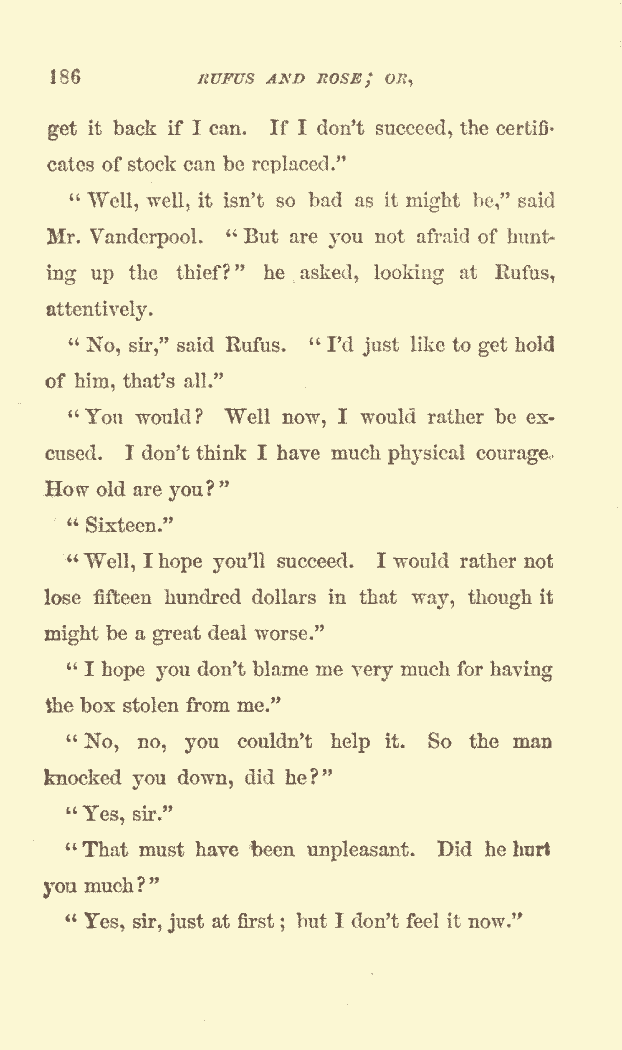 186 RUFUS AND ROSE; OR,
get it back if I can. If I don't succeed, the certifi-
cates of stock can be replaced."
"Well, well, it isn't so bad as it might be," said
Mr. Vanderpool. "But are you not afraid of hunt-
ing up the thief?" he asked, looking at Rufus,
attentively.
"No, sir," said Rufus. "I'd just like to get hold
of him, that's all."
"You would? Well now, I would rather be ex-
cused. I don't think I have much physical courage.
How old are you?"
"Sixteen."
"Well, I hope you'll succeed. I would rather not
lose fifteen hundred dollars in that way, though it
might be a great deal worse."
"I hope you don't blame me very much for having
the box stolen from me."
"No, no, you couldn't help it. So the man
knocked you down, did he?"
"Yes, sir."
"That must have been unpleasant. Did he hurt
you much?"
"Yes, sir, just at first; but I don't feel it now."